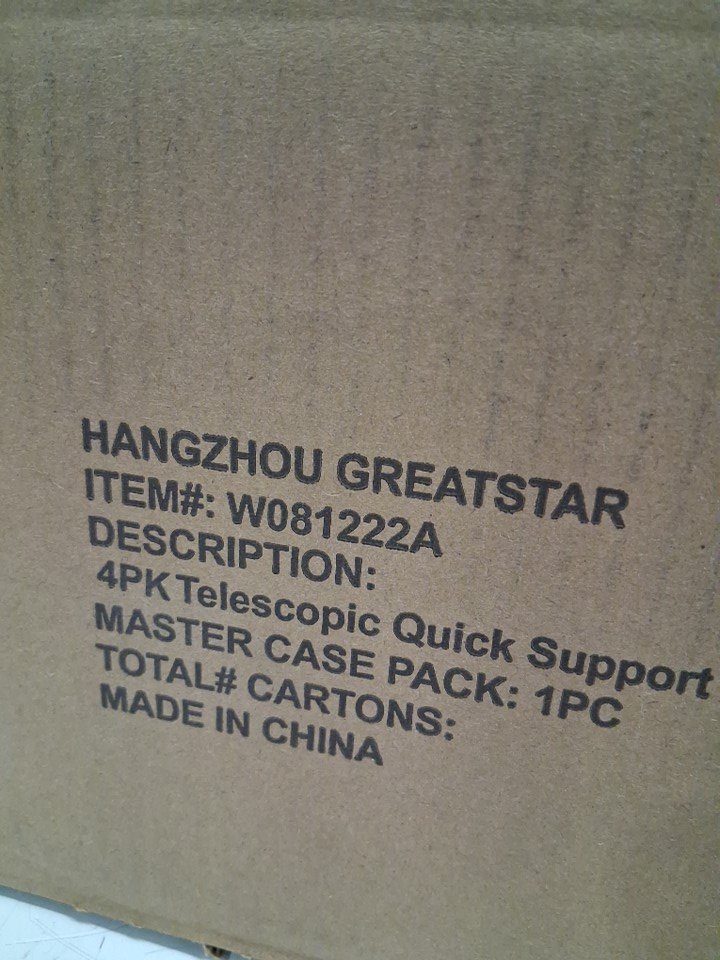 HANGZHOU GREATSTAR
ITEM#: W081222A
DESCRIPTION:
4PK Telescopic Quick Support
MASTER CASE PACK: 1PC
TOTAL# CARTONS:
MADE IN CHINA